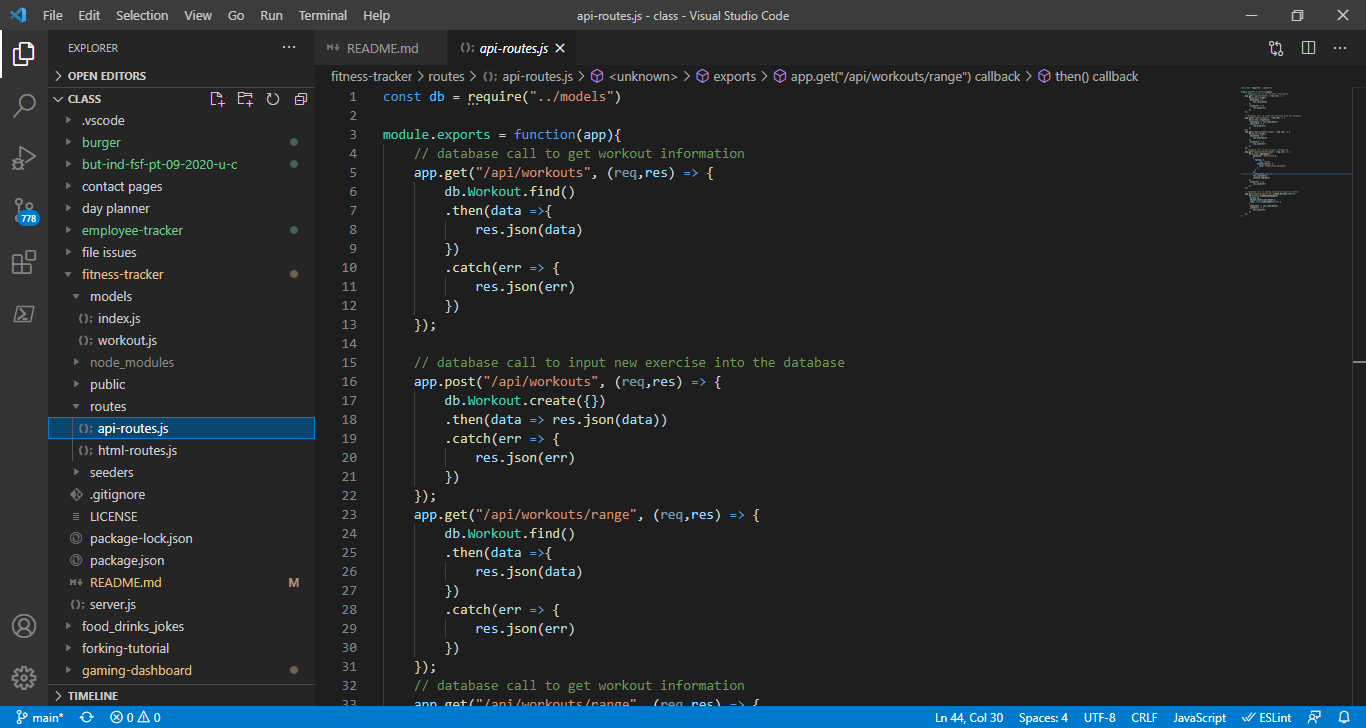 File Edit Selection View Go Run Terminal Help api-routes.js - class - Visual Studio Code
EXPLORER
README.md
api-routes.js
OPEN EDITORS
fitness-tracker > routes > api-routes.js > <unknown> > exports > app.get("/api/workouts/range") callback > then() callback
CLASS
.vscode
burger
but-ind-fsf-pt-09-2020-u-c
contact pages
day planner
employee-tracker
file issues
fitness-tracker
models
index.js
workout.js
node_modules
public
routes
api-routes.js
html-routes.js
seeders
.gitignore
LICENSE
package-lock.json
package.json
README.md M
server.js
food_drinks_jokes
forking-tutorial
gaming-dashboard
TIMELINE
778
1 const db = require("../models")
2
3 module.exports = function(app){
4 // database call to get workout information
5 app.get("/api/workouts", (req,res) => {
6 db.Workout.find()
7 .then(data =>{
8 res.json(data)
9 })
10 .catch(err => {
11 res.json(err)
12 })
13 });
14
15 // database call to input new exercise into the database
16 app.post("/api/workouts", (req,res) => {
17 db.Workout.create({})
18 .then(data => res.json(data))
19 .catch(err => {
20 res.json(err)
21 })
22 });
23 app.get("/api/workouts/range", (req,res) => {
24 db.Workout.find()
25 .then(data =>{
26 res.json(data)
27 })
28 .catch(err => {
29 res.json(err)
30 })
31 });
32 // database call to get workout information
33 app.get("/api/workouts/range", (req,res) => {
main* 0 0 Ln 44, Col 30 Spaces: 4 UTF-8 CRLF JavaScript ESLint